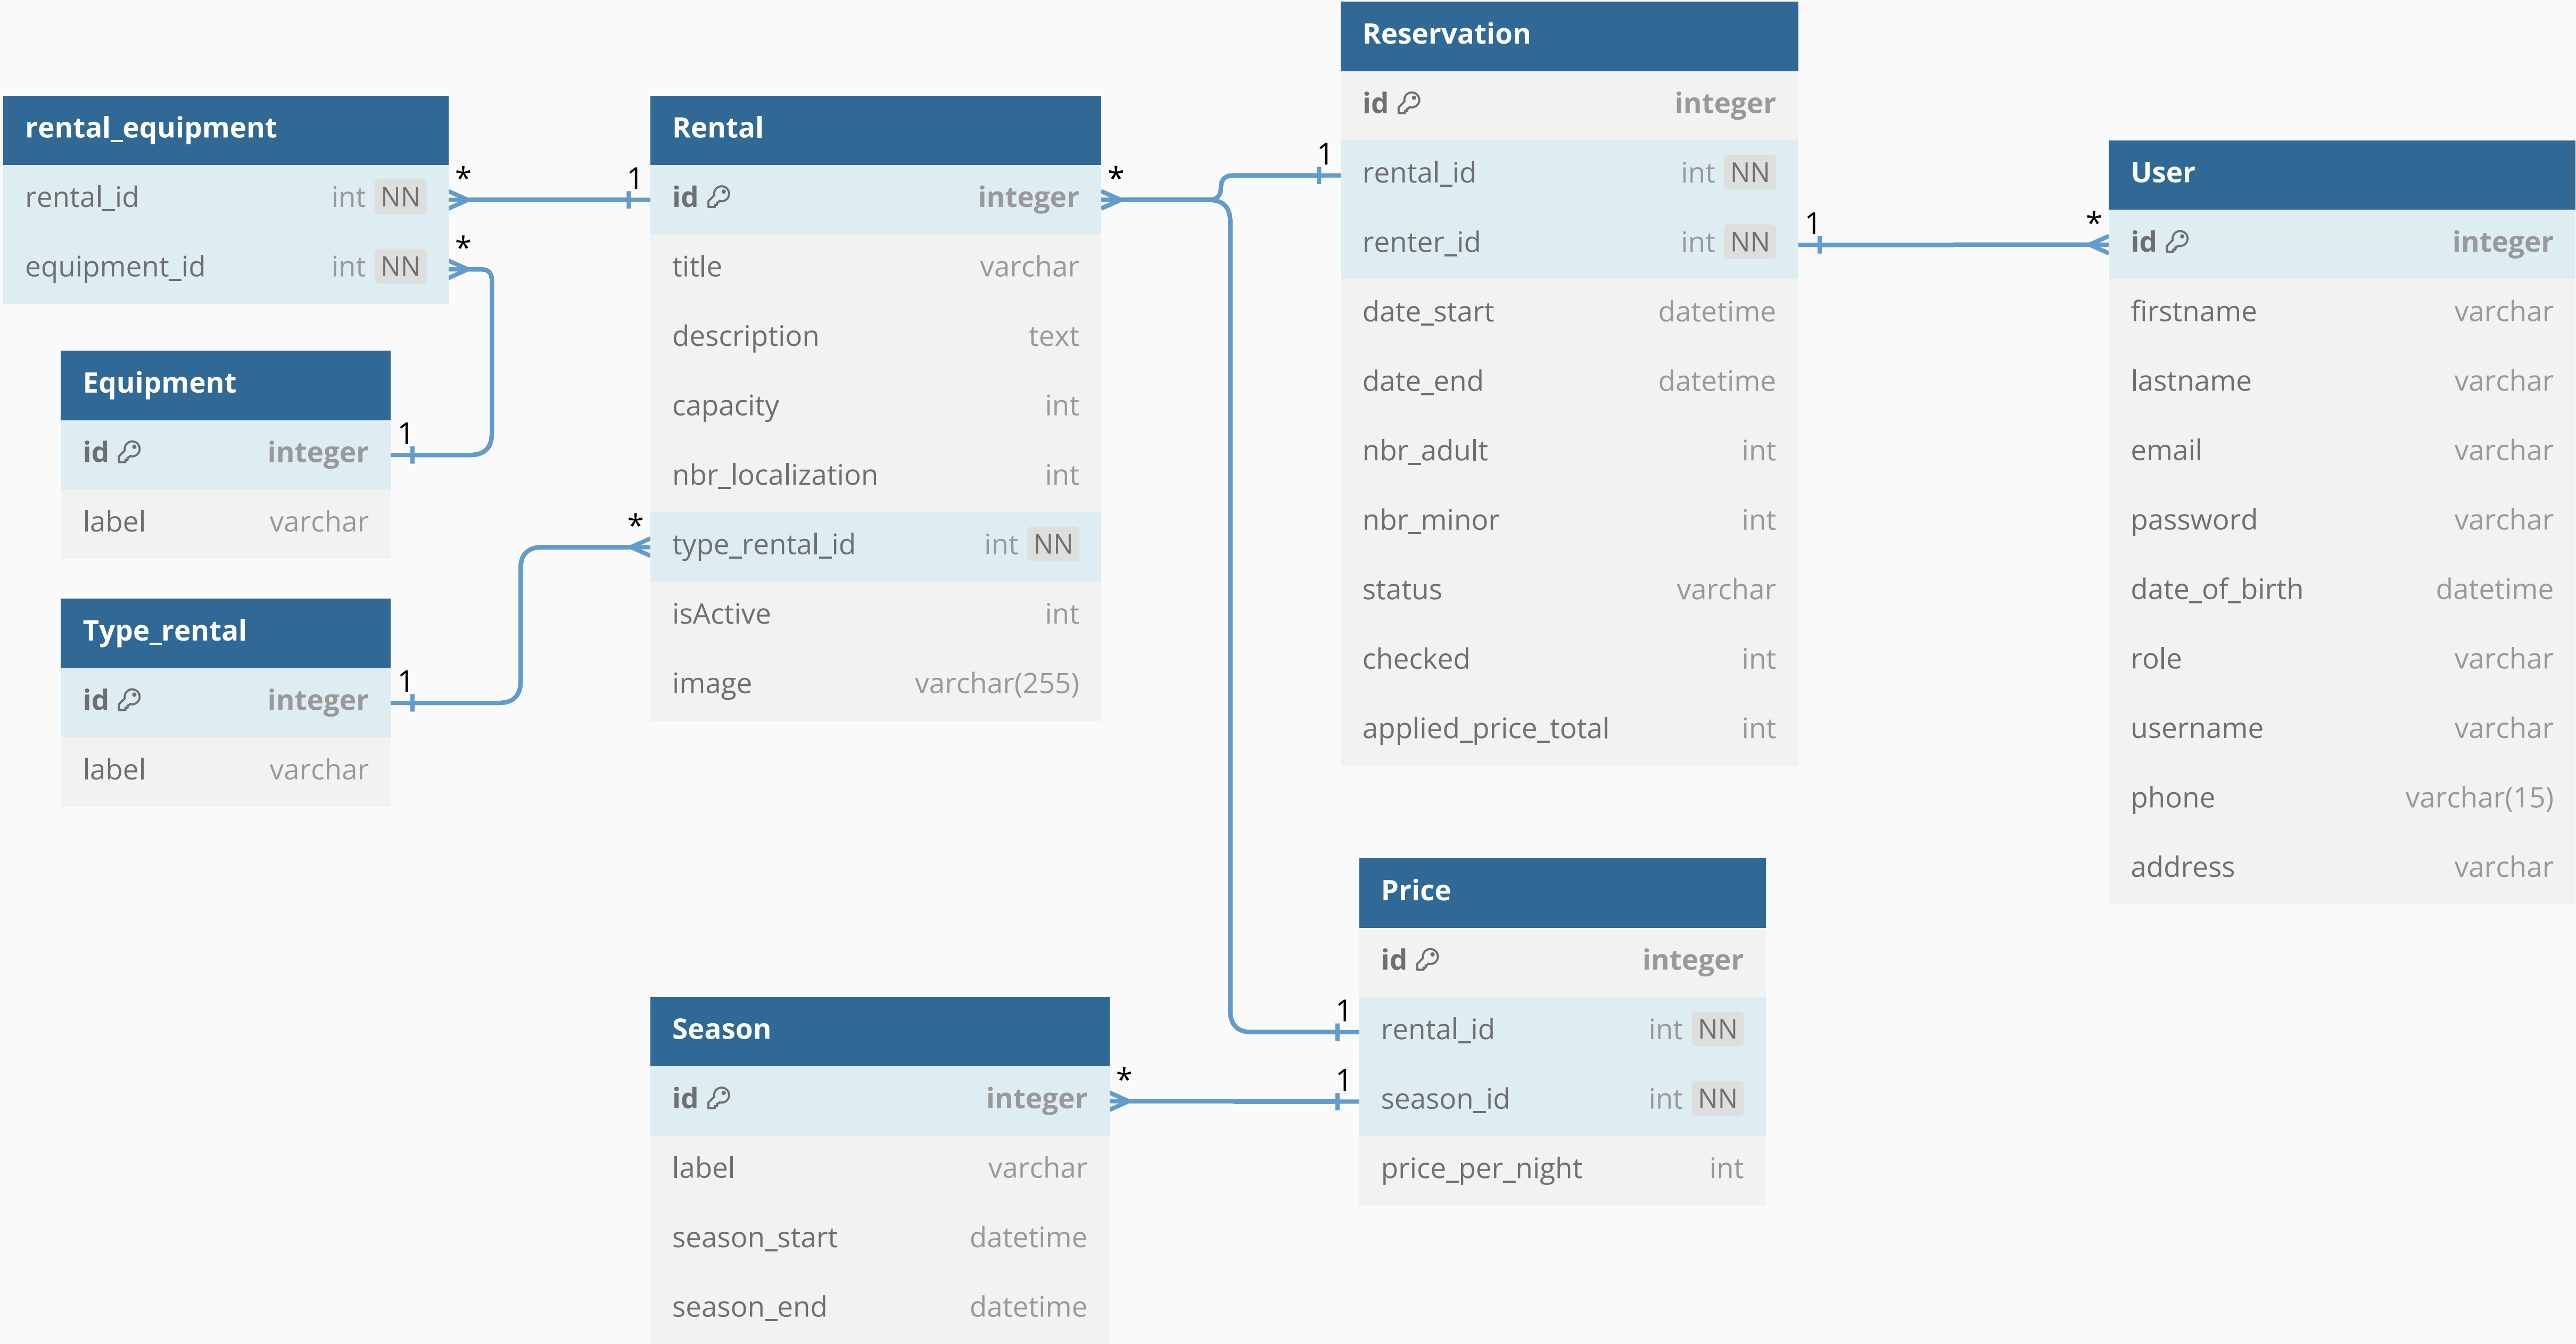 rental_equipment
rental_id int NN
equipment_id int NN
* 1
*
Equipment
id integer
label varchar
1
Type_rental
id integer
label varchar
1 *
Rental
id integer
title varchar
description text
capacity int
nbr_localization int
type_rental_id int NN
isActive int
image varchar(255)
* 1
Reservation
id integer
rental_id int NN
renter_id int NN
date_start datetime
date_end datetime
nbr_adult int
nbr_minor int
status varchar
checked int
applied_price_total int
1 *
User
id integer
firstname varchar
lastname varchar
email varchar
password varchar
date_of_birth datetime
role varchar
username varchar
phone varchar(15)
address varchar
Season
id integer
label varchar
season_start datetime
season_end datetime
* 1
1
Price
id integer
rental_id int NN
season_id int NN
price_per_night int